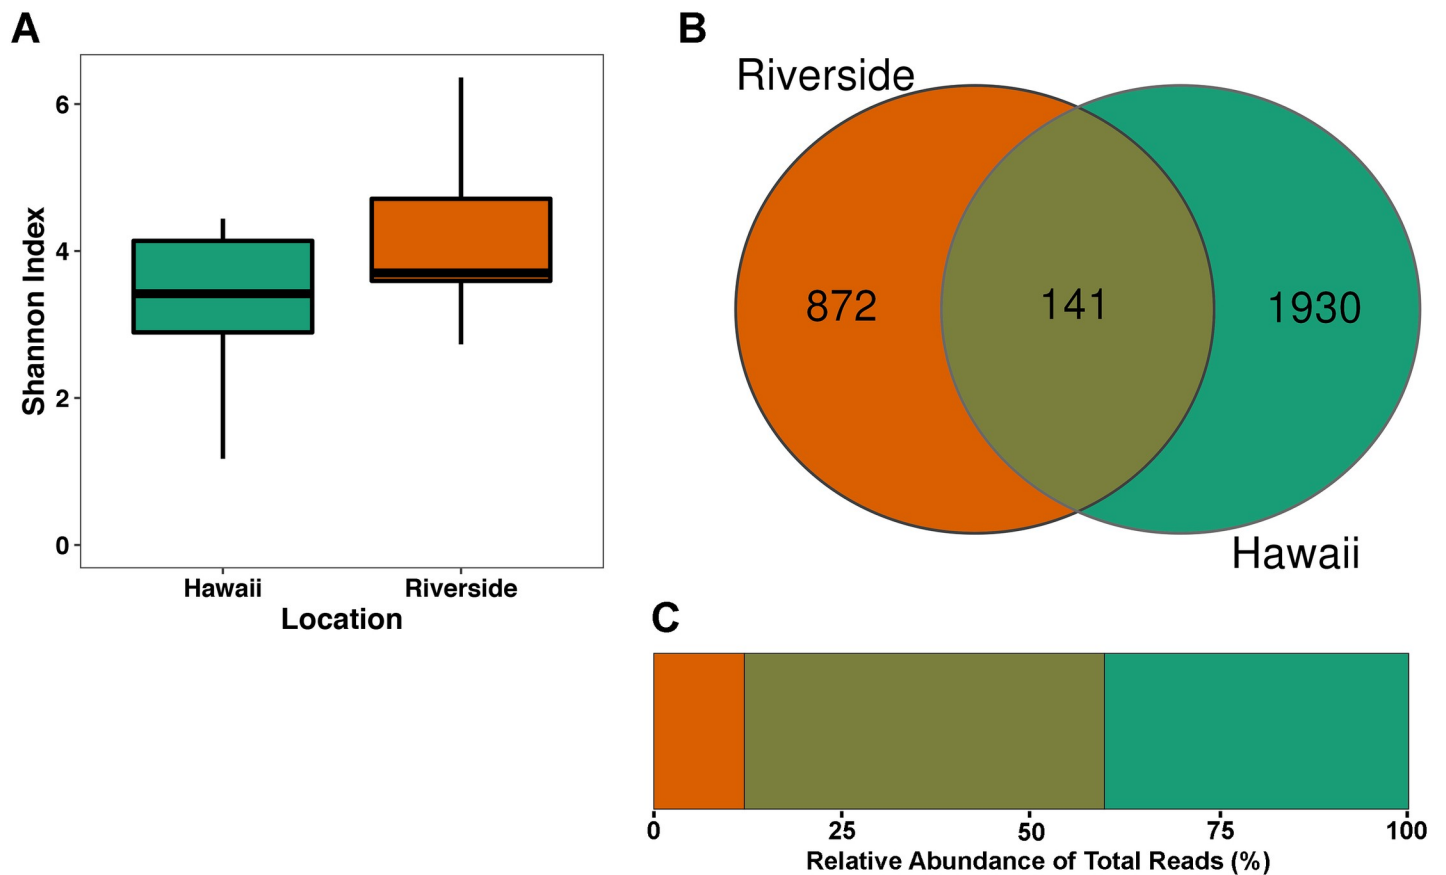 A
6
4
2
0
Shannon Index
Hawaii Riverside
Location
B
Riverside
872 141 1930
Hawaii
C
0 25 50 75 100
Relative Abundance of Total Reads (%)